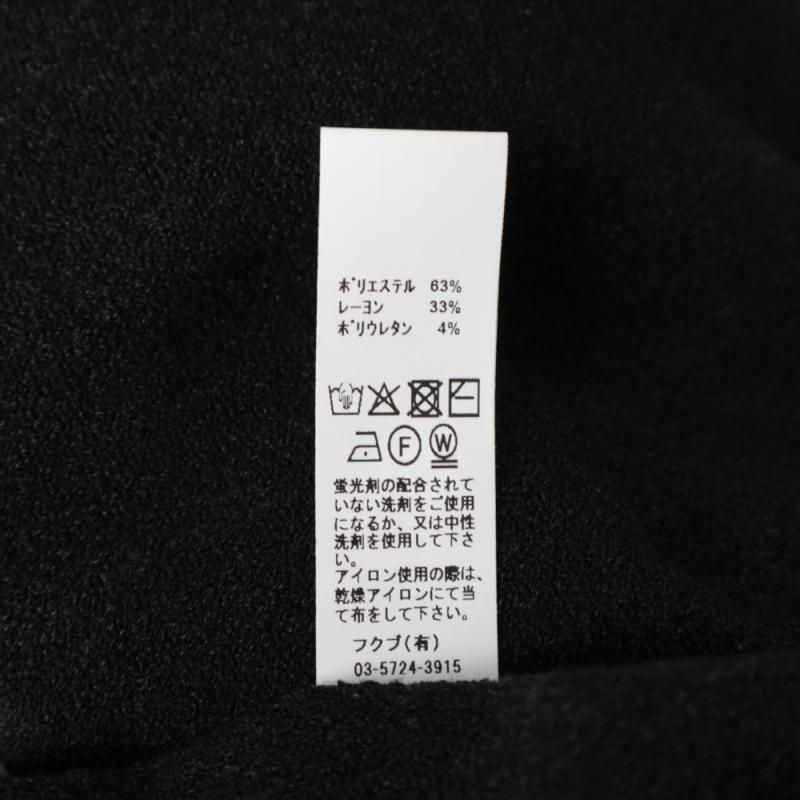 ﾎﾟﾘｴｽﾃﾙ 63%
ﾚｰﾖﾝ 33%
ﾎﾟﾘｳﾚﾀﾝ 4%
F
W
蛍光剤の配合されて
いない洗剤をご使用
になるか、又は中性
洗剤を使用して下さ
い。
アイロン使用の際は、
乾燥アイロンにて当
て布をして下さい。
フクブ(有)
03-5724-3915